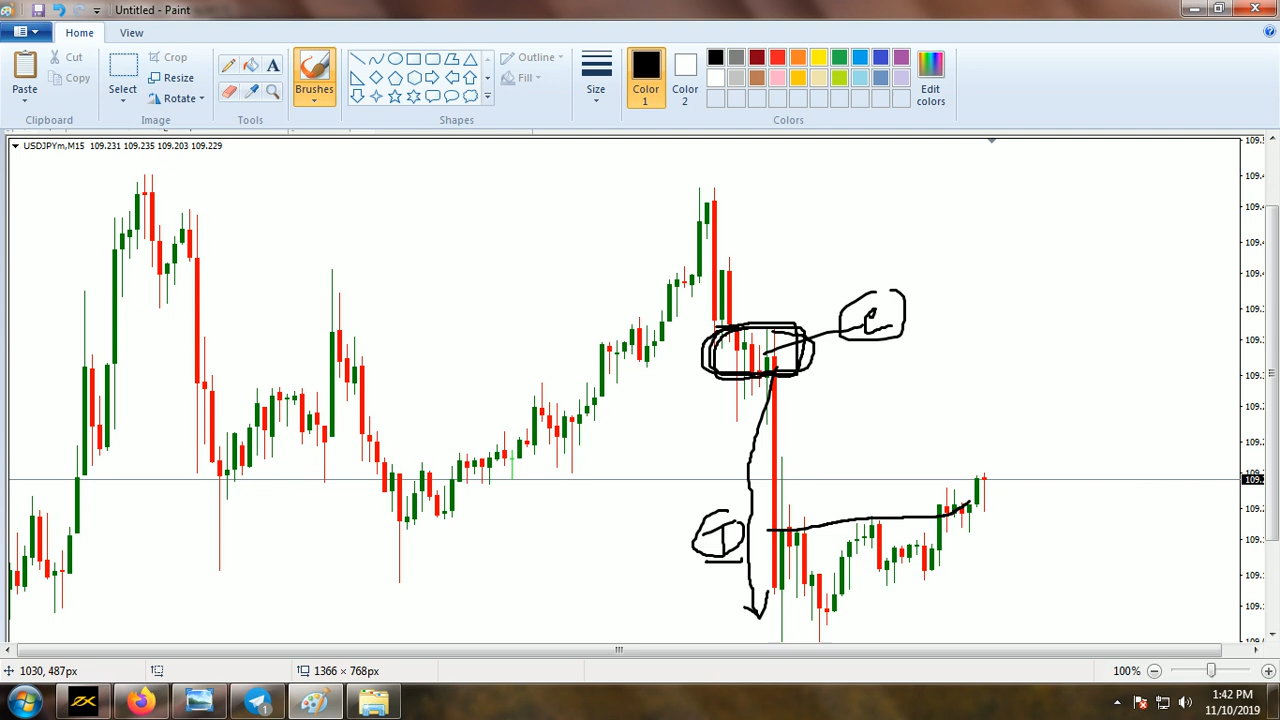 Untitled - Paint
Home
View
Paste
Cut
Copy
Clipboard
Select
Crop
Resize
Rotate
Image
A
Tools
Brushes
Outline
Fill
Shapes
Size
Color
1
Color
2
Edit
colors
Colors
USDJPYm,M15 109.231 109.235 109.203 109.229
1030, 487px
1366 × 768px
100%
1:42 PM
11/10/2019